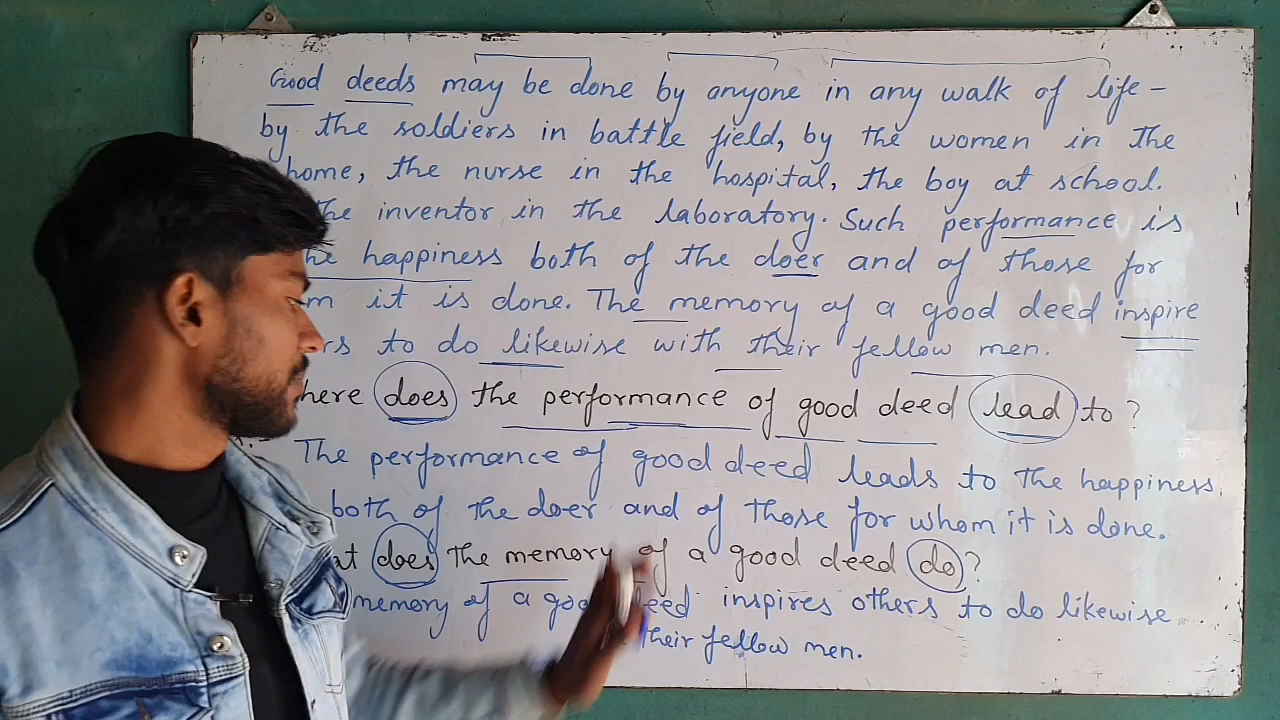 Good deeds may be done by anyone in any walk of life -
by the soldiers in battle field, by the women in the
home, the nurse in the hospital, the boy at school.
the inventor in the laboratory. Such performance is
happiness both of the doer and of those for
it is done. The memory of a good deed inspire
to do likewise with their fellow men.
does the performance of good deed lead to?
The performance of good deed leads to the happiness
both of the doer and of those for whom it is done.
does the memory of a good deed do?
memory of a deed inspires others to do likewise
their fellow men.